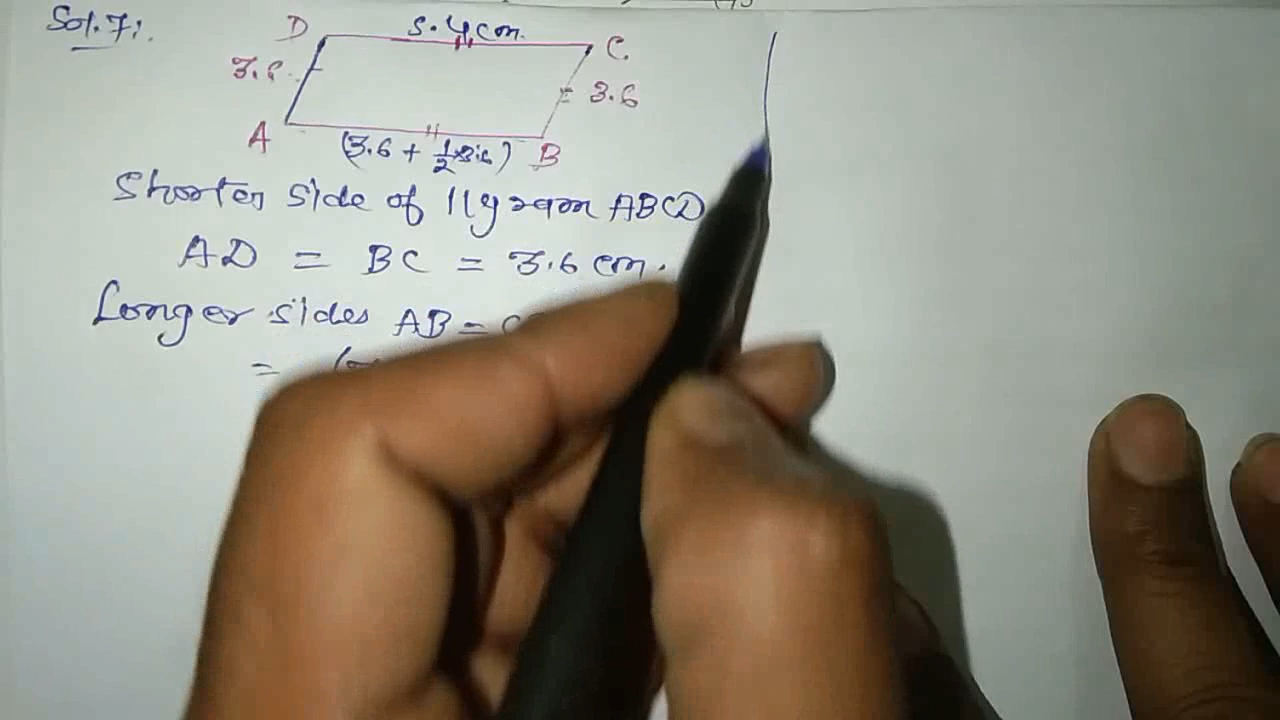 Sol. 7:.
D 5.4 cm. C.
3.6 3.6
A (3.6 + 1/2 × 3.6) B
Shorter side of ||gram ABCD
AD = BC = 3.6 cm.
Longer sides AB =
=